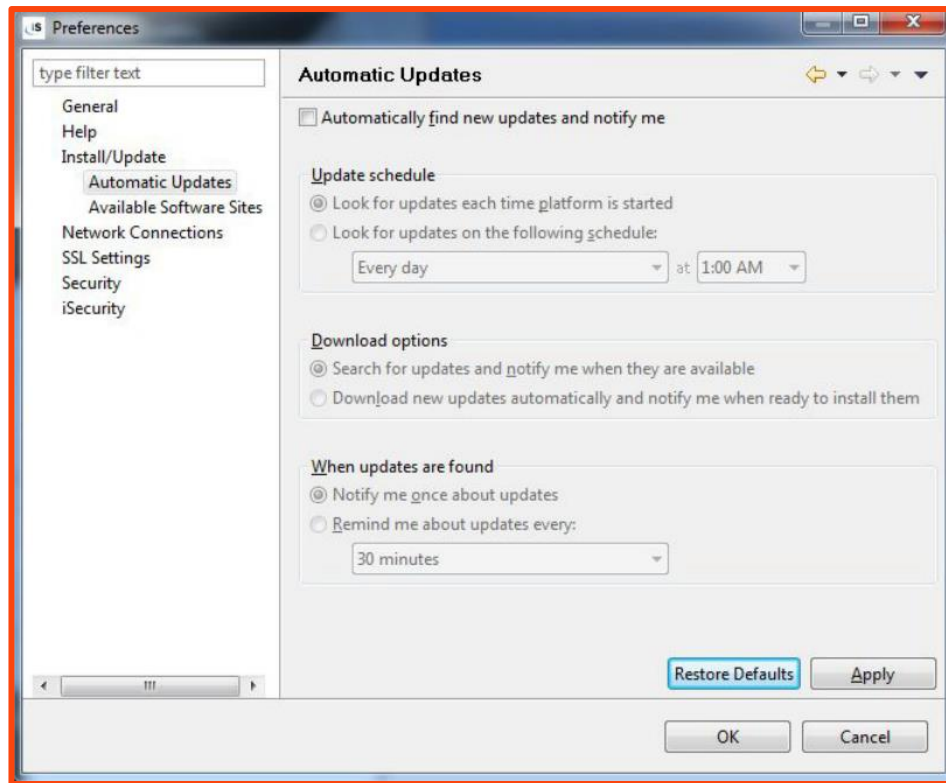 iS Preferences
type filter text
General
Help
Install/Update
Automatic Updates
Available Software Sites
Network Connections
SSL Settings
Security
iSecurity
Automatic Updates
Automatically find new updates and notify me
Update schedule
Look for updates each time platform is started
Look for updates on the following schedule:
Every day at 1:00 AM
Download options
Search for updates and notify me when they are available
Download new updates automatically and notify me when ready to install them
When updates are found
Notify me once about updates
Remind me about updates every:
30 minutes
Restore Defaults Apply
OK Cancel